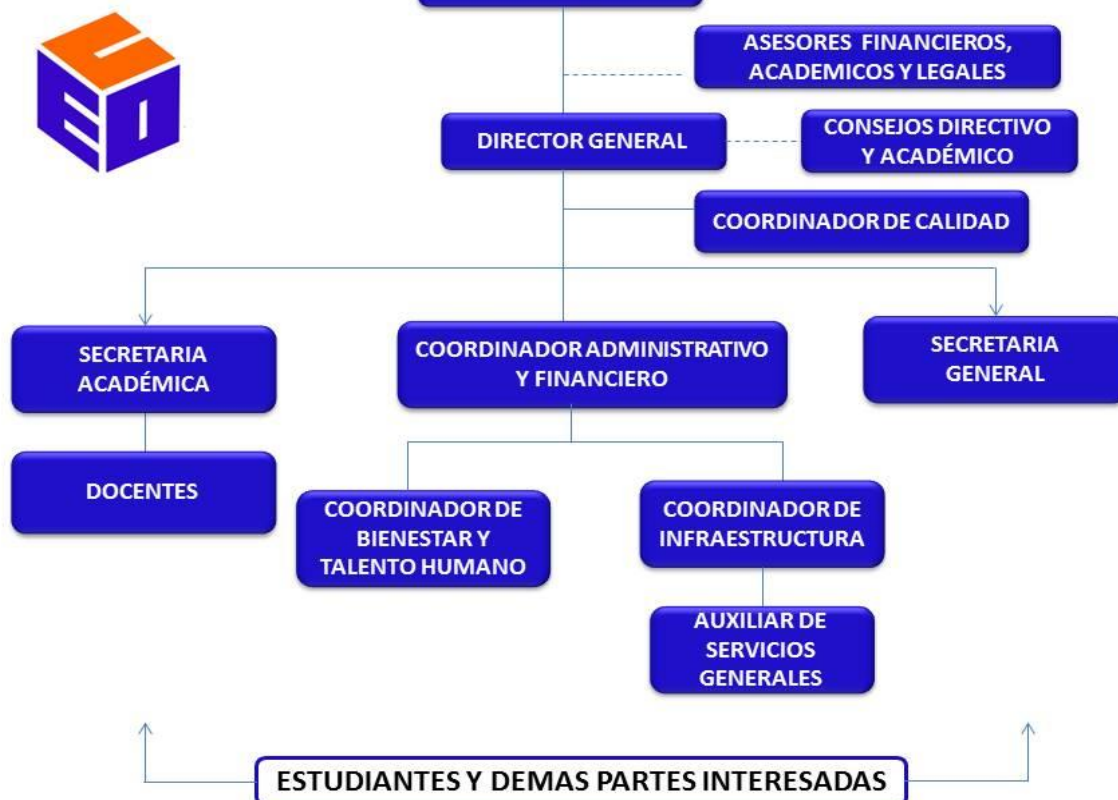 CEO
ASESORES FINANCIEROS,
ACADEMICOS Y LEGALES
DIRECTOR GENERAL
CONSEJOS DIRECTIVO
Y ACADÉMICO
COORDINADOR DE CALIDAD
SECRETARIA
ACADÉMICA
COORDINADOR ADMINISTRATIVO
Y FINANCIERO
SECRETARIA
GENERAL
DOCENTES
COORDINADOR DE
BIENESTAR Y
TALENTO HUMANO
COORDINADOR DE
INFRAESTRUCTURA
AUXILIAR DE
SERVICIOS
GENERALES
ESTUDIANTES Y DEMAS PARTES INTERESADAS